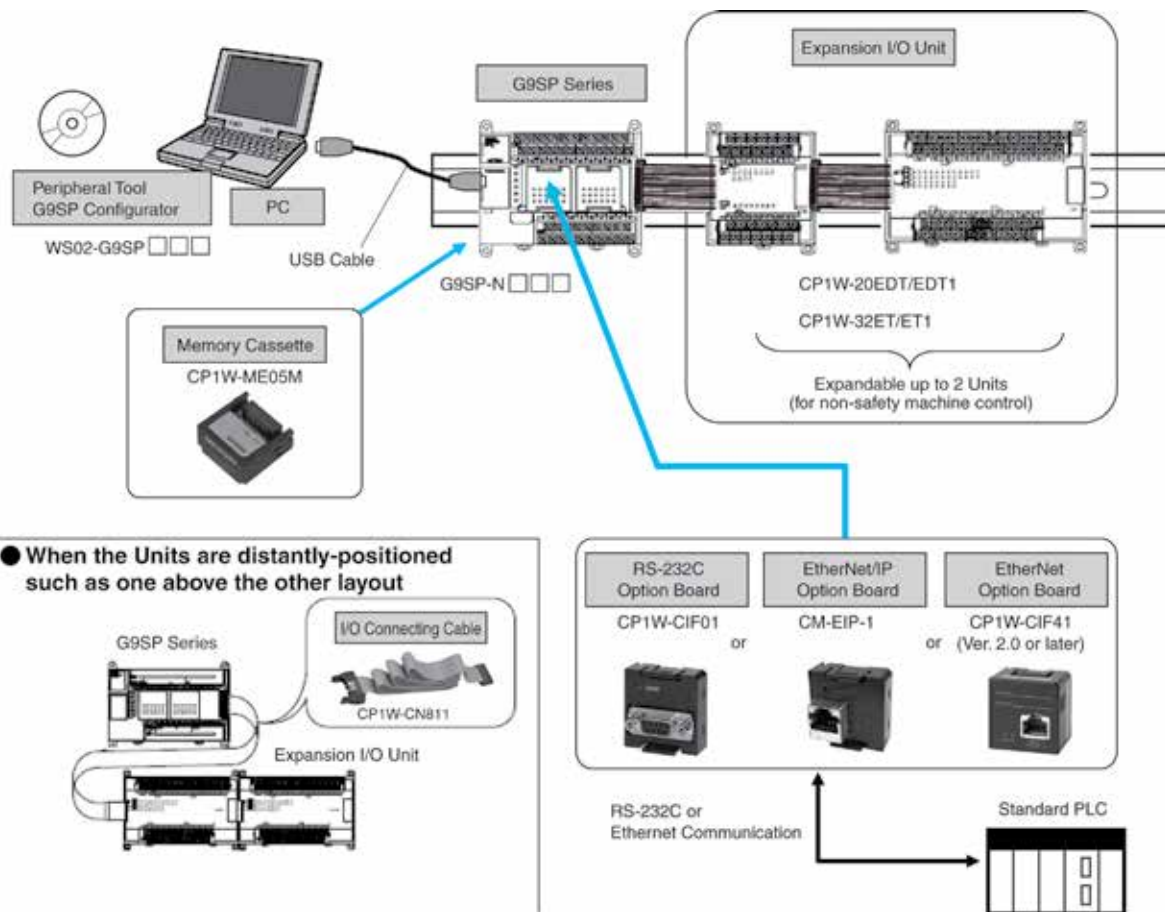 Expansion I/O Unit
G9SP Series
Peripheral Tool
G9SP Configurator
PC
WS02-G9SP□□□
USB Cable
G9SP-N□□□
CP1W-20EDT/EDT1
CP1W-32ET/ET1
Expandable up to 2 Units
(for non-safety machine control)
Memory Cassette
CP1W-ME05M
● When the Units are distantly-positioned
such as one above the other layout
G9SP Series
I/O Connecting Cable
CP1W-CN811
Expansion I/O Unit
RS-232C
Option Board
CP1W-CIF01
or
EtherNet/IP
Option Board
CM-EIP-1
or
EtherNet
Option Board
CP1W-CIF41
(Ver. 2.0 or later)
RS-232C or
Ethernet Communication
Standard PLC